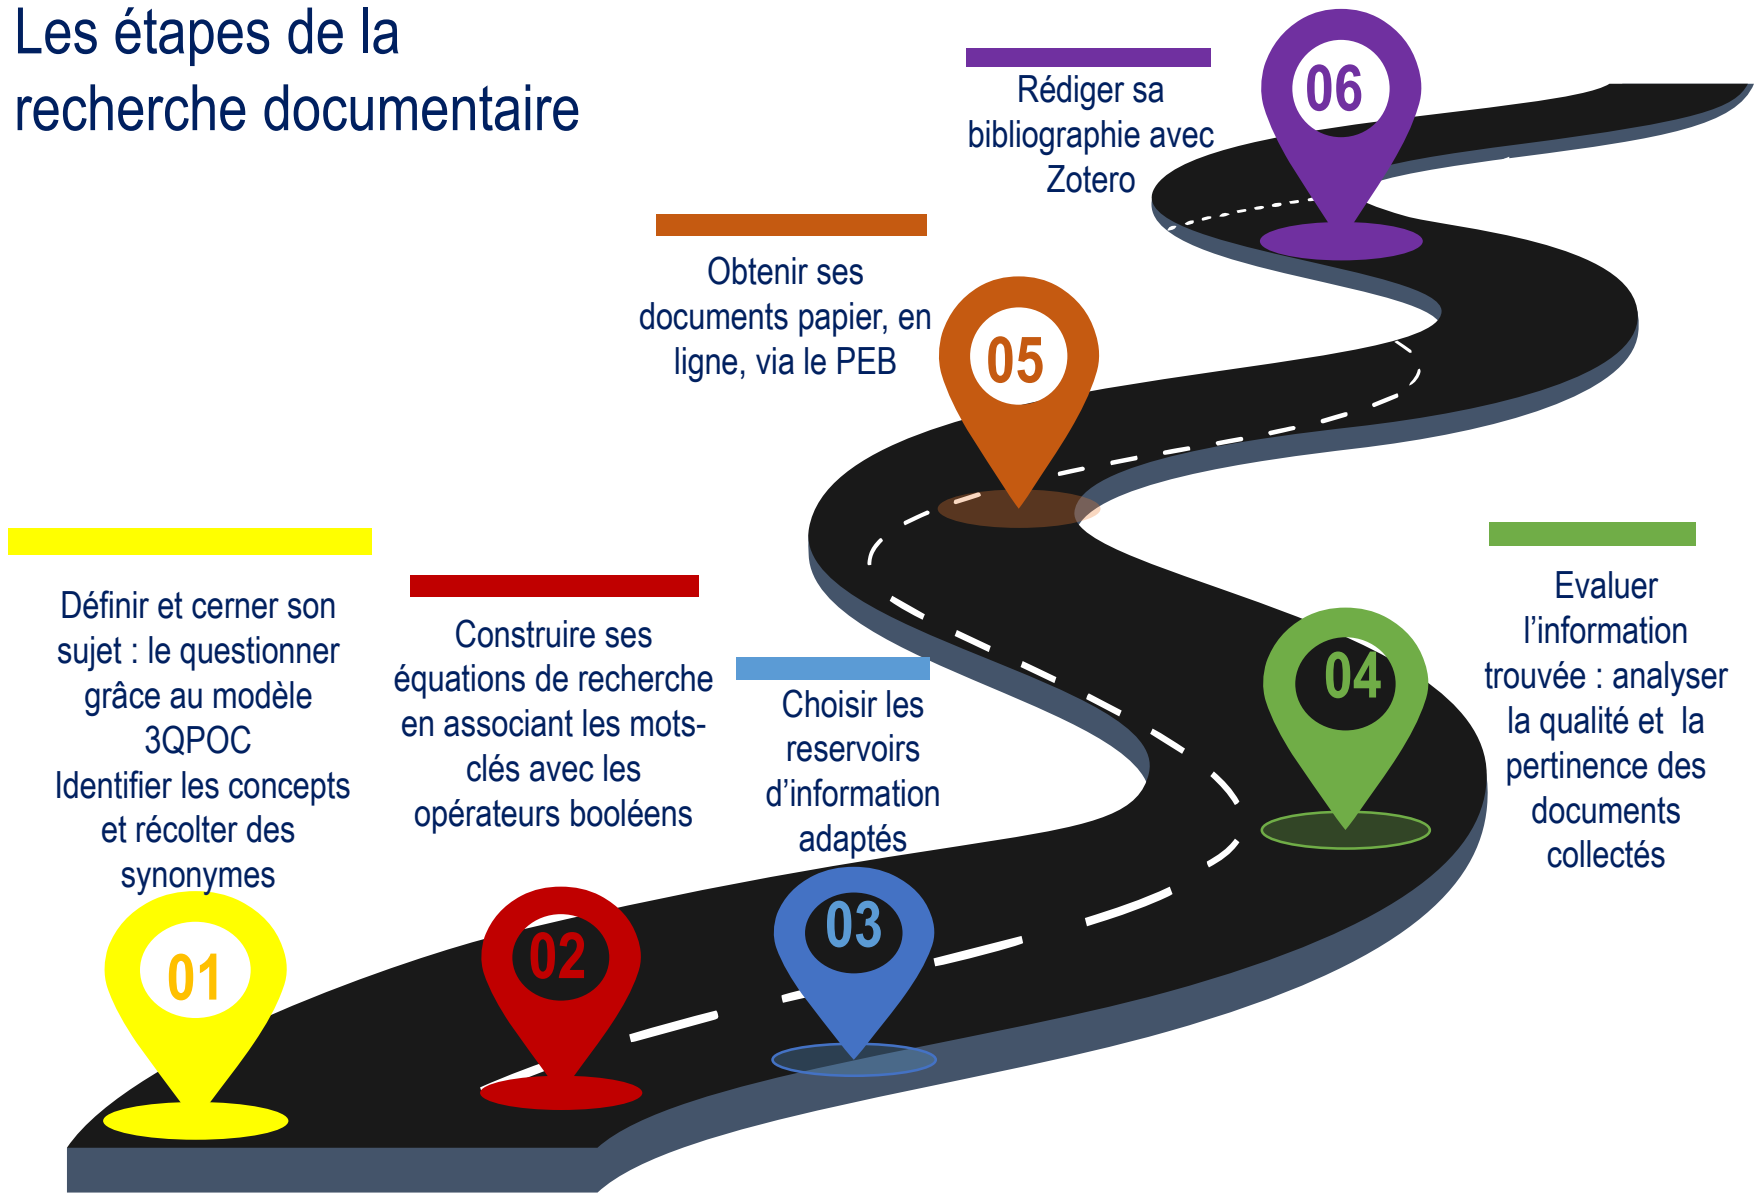 Les étapes de la
recherche documentaire
01
Définir et cerner son
sujet : le questionner
grâce au modèle
3QPOC
Identifier les concepts
et récolter des
synonymes
02
Construire ses
équations de recherche
en associant les mots-
clés avec les
opérateurs booléens
03
Choisir les
reservoirs
d’information
adaptés
04
Evaluer
l’information
trouvée : analyser
la qualité et  la
pertinence des
documents
collectés
05
Obtenir ses
documents papier, en
ligne, via le PEB
06
Rédiger sa
bibliographie avec
Zotero